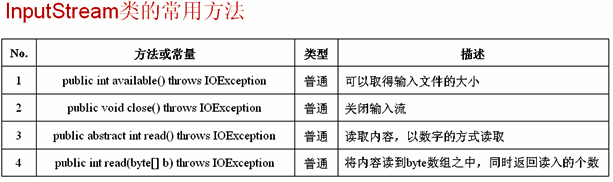 InputStream类的常用方法
No. 方法或常量 类型 描述
1 public int available() throws IOException 普通 可以取得输入文件的大小
2 public void close() throws IOException 普通 关闭输入流
3 public abstract int read() throws IOException 普通 读取内容，以数字的方式读取
4 public int read(byte[] b) throws IOException 普通 将内容读到byte数组之中，同时返回读入的个数